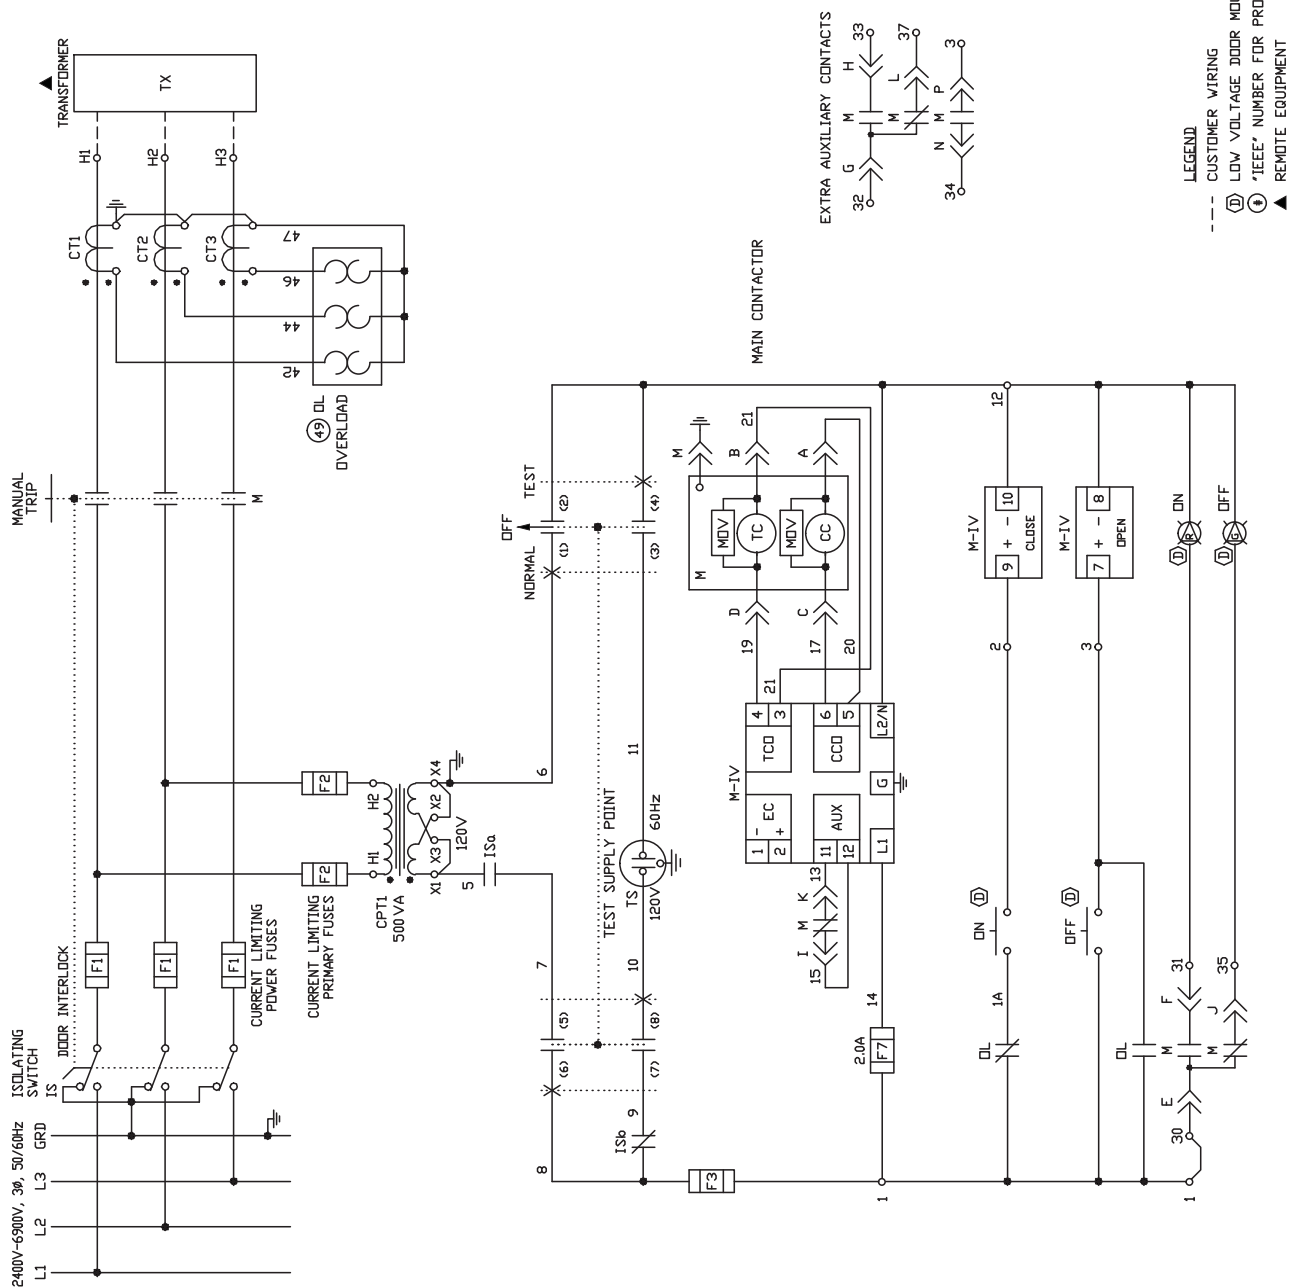 2400V-6900V, 3Ø, 50/60Hz
L1
L2
L3
GRD
ISOLATING
SWITCH
IS
DOOR INTERLOCK
F1
F1
F1
CURRENT LIMITING
POWER FUSES
MANUAL
TRIP
M
CT1
CT2
CT3
H1
H2
H3
TRANSFORMER
TX
42
44
46
47
49 OL
OVERLOAD
CURRENT LIMITING
PRIMARY FUSES
F2
F2
H1
H2
CPT1
500 VA
X1
X3
X2
X4
120V
5
ISa
6
7
8
(6)
(5)
NORMAL
OFF
TEST
(1)
(2)
TEST SUPPLY POINT
ISb
9
(7)
(8)
10
TS
120V
60Hz
11
(3)
(4)
F3
1
MAIN CONTACTOR
M
M
MOV
TC
MOV
CC
D
B
C
A
19
21
17
20
21
M-IV
1
2
- EC
+
TCO
4
3
11
12
AUX
CCO
6
5
L1
G
L2/N
15
I
M
K
13
2.0A
F7
14
OL
1A
ON
D
2
M-IV
9
+ -
10
CLOSE
12
OFF
D
3
M-IV
7
+ -
8
OPEN
OL
1
30
E
M
F
31
D
R
ON
M
J
35
D
G
OFF
EXTRA AUXILIARY CONTACTS
32
G
M
H
33
M
L
37
34
N
M
P
3
LEGEND
CUSTOMER WIRING
D LOW VOLTAGE DOOR
# 'IEEE' NUMBER FOR
REMOTE EQUIPMENT